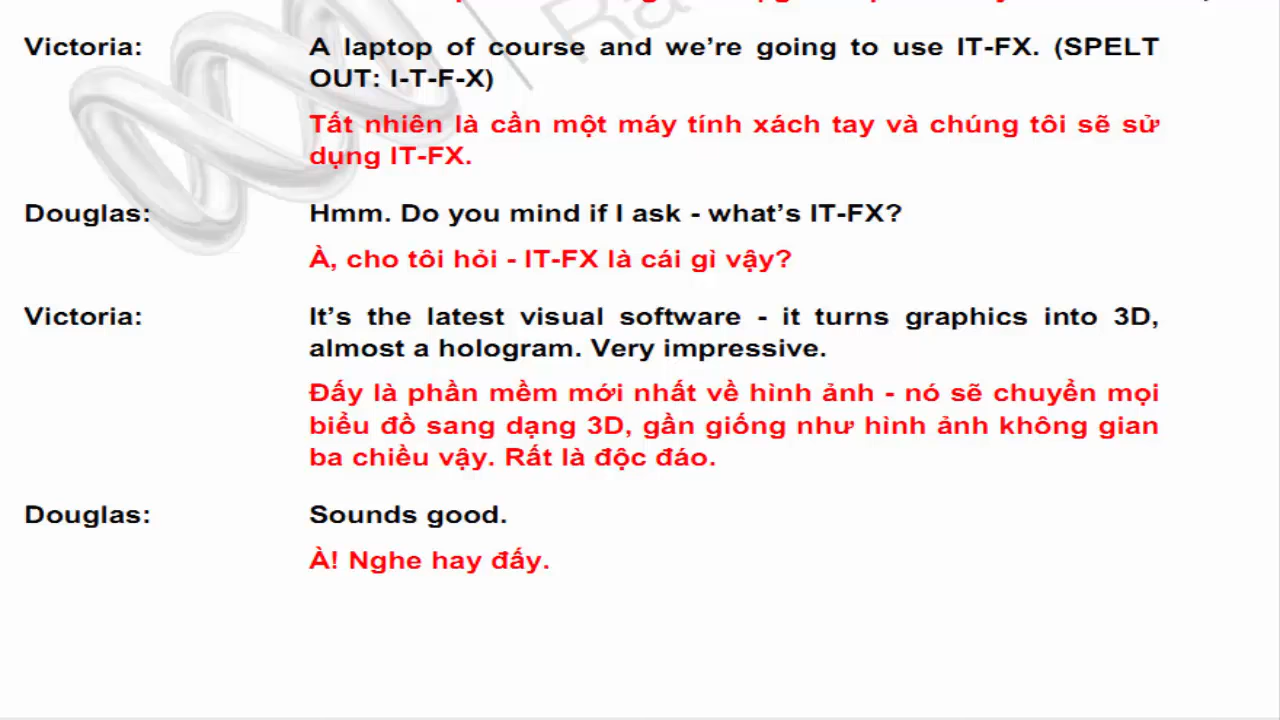 Victoria: A laptop of course and we're going to use IT-FX. (SPELT
OUT: I-T-F-X)
Tất nhiên là cần một máy tính xách tay và chúng tôi sẽ sử
dụng IT-FX.
Douglas: Hmm. Do you mind if I ask - what's IT-FX?
À, cho tôi hỏi - IT-FX là cái gì vậy?
Victoria: It's the latest visual software - it turns graphics into 3D,
almost a hologram. Very impressive.
Đấy là phần mềm mới nhất về hình ảnh - nó sẽ chuyển mọi
biểu đồ sang dạng 3D, gần giống như hình ảnh không gian
ba chiều vậy. Rất là độc đáo.
Douglas: Sounds good.
À! Nghe hay đấy.